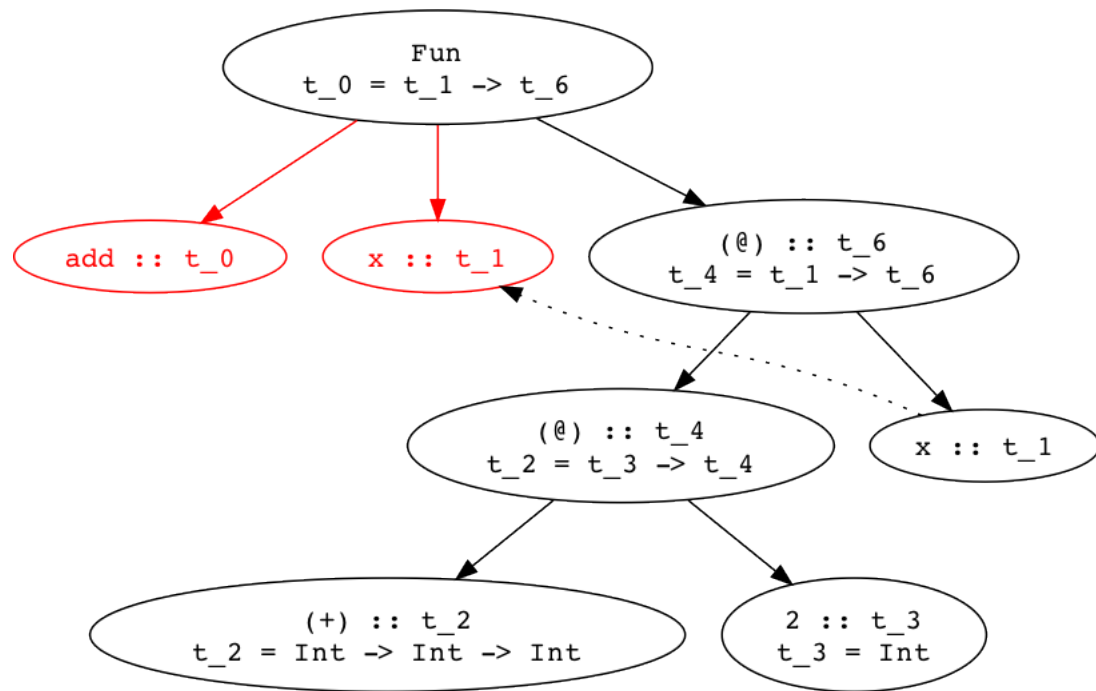 Fun
t_0 = t_1 -> t_6
add :: t_0
x :: t_1
(@) :: t_6
t_4 = t_1 -> t_6
(@) :: t_4
t_2 = t_3 -> t_4
x :: t_1
(+) :: t_2
t_2 = Int -> Int -> Int
2 :: t_3
t_3 = Int